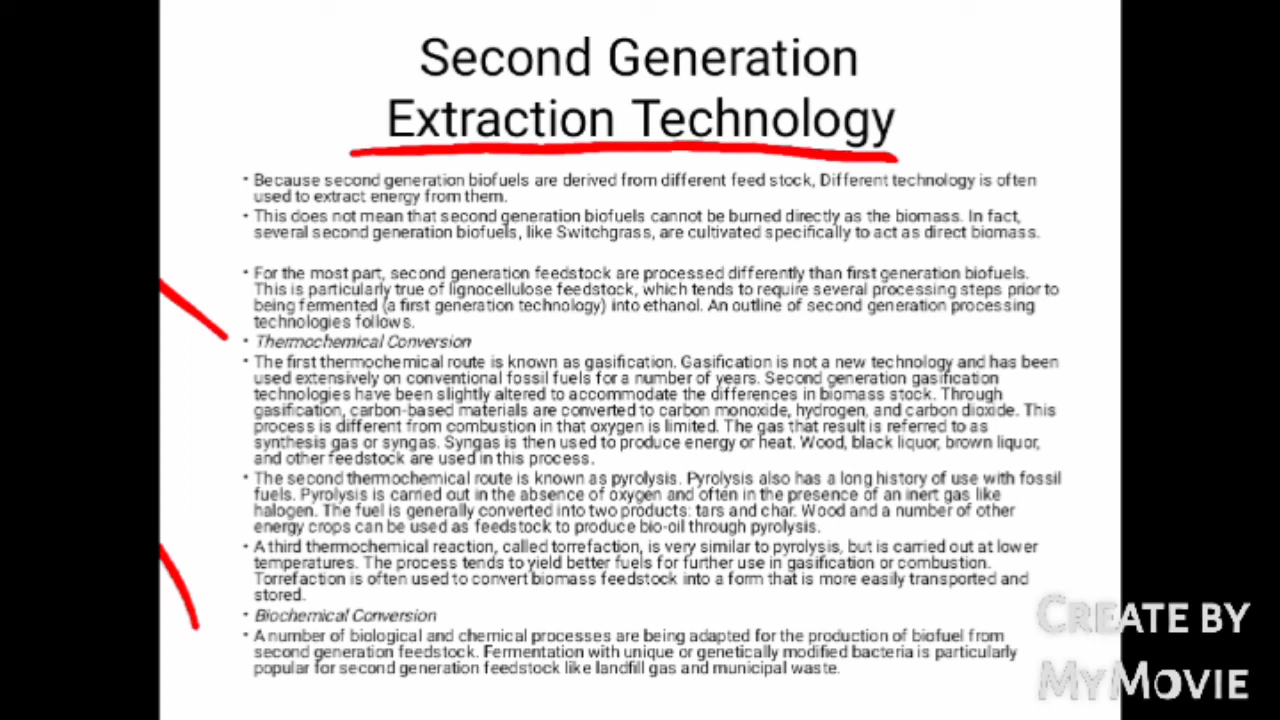 Second Generation
Extraction Technology
• Because second generation biofuels are derived from different feed stock, Different technology is often
used to extract energy from them.
• This does not mean that second generation biofuels cannot be burned directly as the biomass. In fact,
several second generation biofuels, like Switchgrass, are cultivated specifically to act as direct biomass.
• For the most part, second generation feedstock are processed differently than first generation biofuels.
This is particularly true of lignocellulose feedstock, which tends to require several processing steps prior to
being fermented (a first generation technology) into ethanol. An outline of second generation processing
technologies follows.
• Thermochemical Conversion
• The first thermochemical route is known as gasification. Gasification is not a new technology and has been
used extensively on conventional fossil fuels for a number of years. Second generation gasification
technologies have been slightly altered to accommodate the differences in biomass stock. Through
gasification, carbon-based materials are converted to carbon monoxide, hydrogen, and carbon dioxide. This
process is different from combustion in that oxygen is limited. The gas that result is referred to as
synthesis gas or syngas. Syngas is then used to produce energy or heat. Wood, black liquor, brown liquor,
and other feedstock are used in this process.
• The second thermochemical route is known as pyrolysis. Pyrolysis also has a long history of use with fossil
fuels. Pyrolysis is carried out in the absence of oxygen and often in the presence of an inert gas like
halogen. The fuel is generally converted into two products: tars and char. Wood and a number of other
energy crops can be used as feedstock to produce bio-oil through pyrolysis.
• A third thermochemical reaction, called torrefaction, is very similar to pyrolysis, but is carried out at lower
temperatures. The process tends to yield better fuels for further use in gasification or combustion.
Torrefaction is often used to convert biomass feedstock into a form that is more easily transported and
stored.
• Biochemical Conversion
• A number of biological and chemical processes are being adapted for the production of biofuel from
second generation feedstock. Fermentation with unique or genetically modified bacteria is particularly
popular for second generation feedstock like landfill gas and municipal waste.
CREATE BY
MYMOVIE